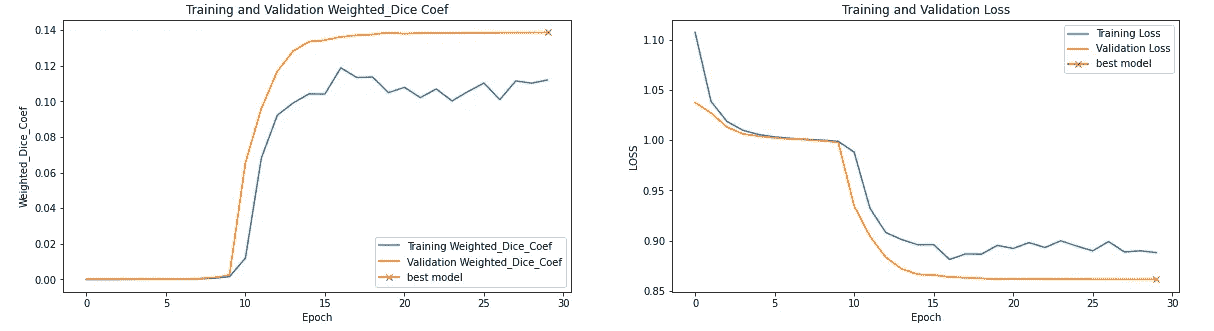 Training and Validation Weighted_Dice Coef
0.14
0.12
0.10
0.08
0.06
0.04
0.02
0.00
Weighted_Dice_Coef
Training Weighted_Dice_Coef
Validation Weighted_Dice_Coef
best model
0 5 10 15 20 25 30
Epoch
Training and Validation Loss
1.10
1.05
1.00
0.95
0.90
0.85
LOSS
Training Loss
Validation Loss
best model
0 5 10 15 20 25 30
Epoch